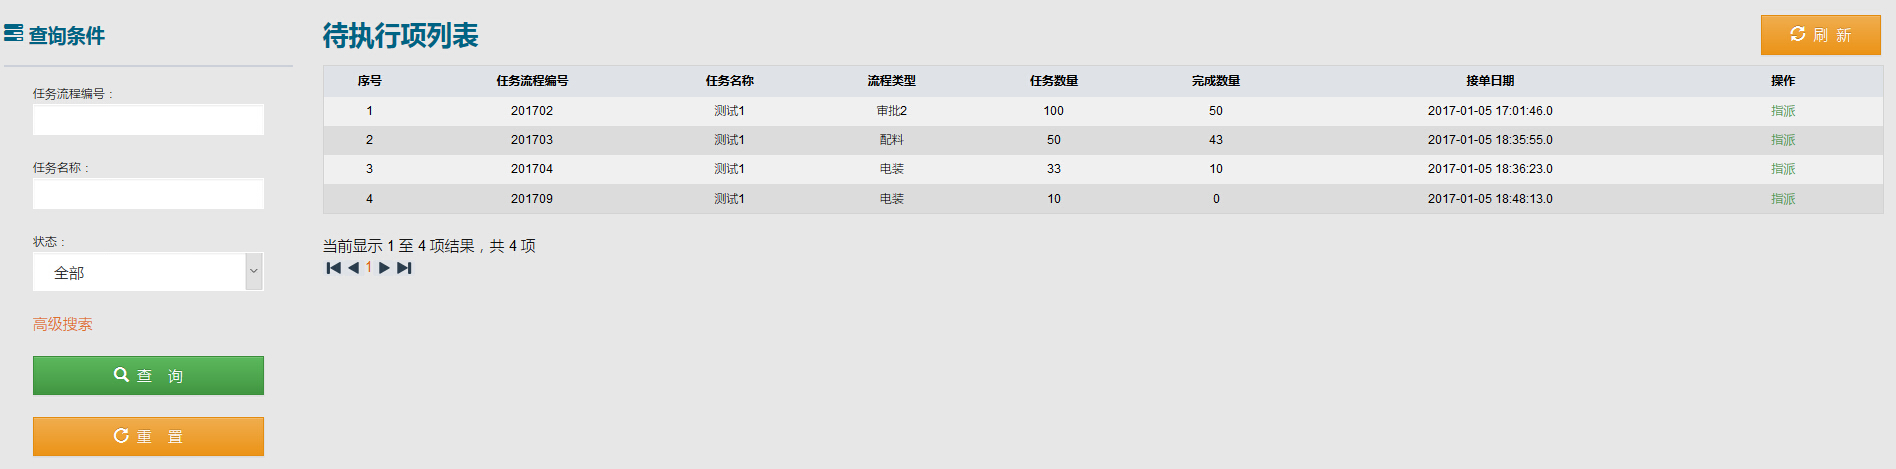 查询条件
任务流程编号：
任务名称：
状态：
全部
高级搜索
查 询
重 置
待执行项列表
刷 新
序号 任务流程编号 任务名称 流程类型 任务数量 完成数量 接单日期 操作
1 201702 测试1 审批2 100 50 2017-01-05 17:01:46.0 指派
2 201703 测试1 配料 50 43 2017-01-05 18:35:55.0 指派
3 201704 测试1 电装 33 10 2017-01-05 18:36:23.0 指派
4 201709 测试1 电装 10 0 2017-01-05 18:48:13.0 指派
当前显示 1 至 4 项结果，共 4 项
1